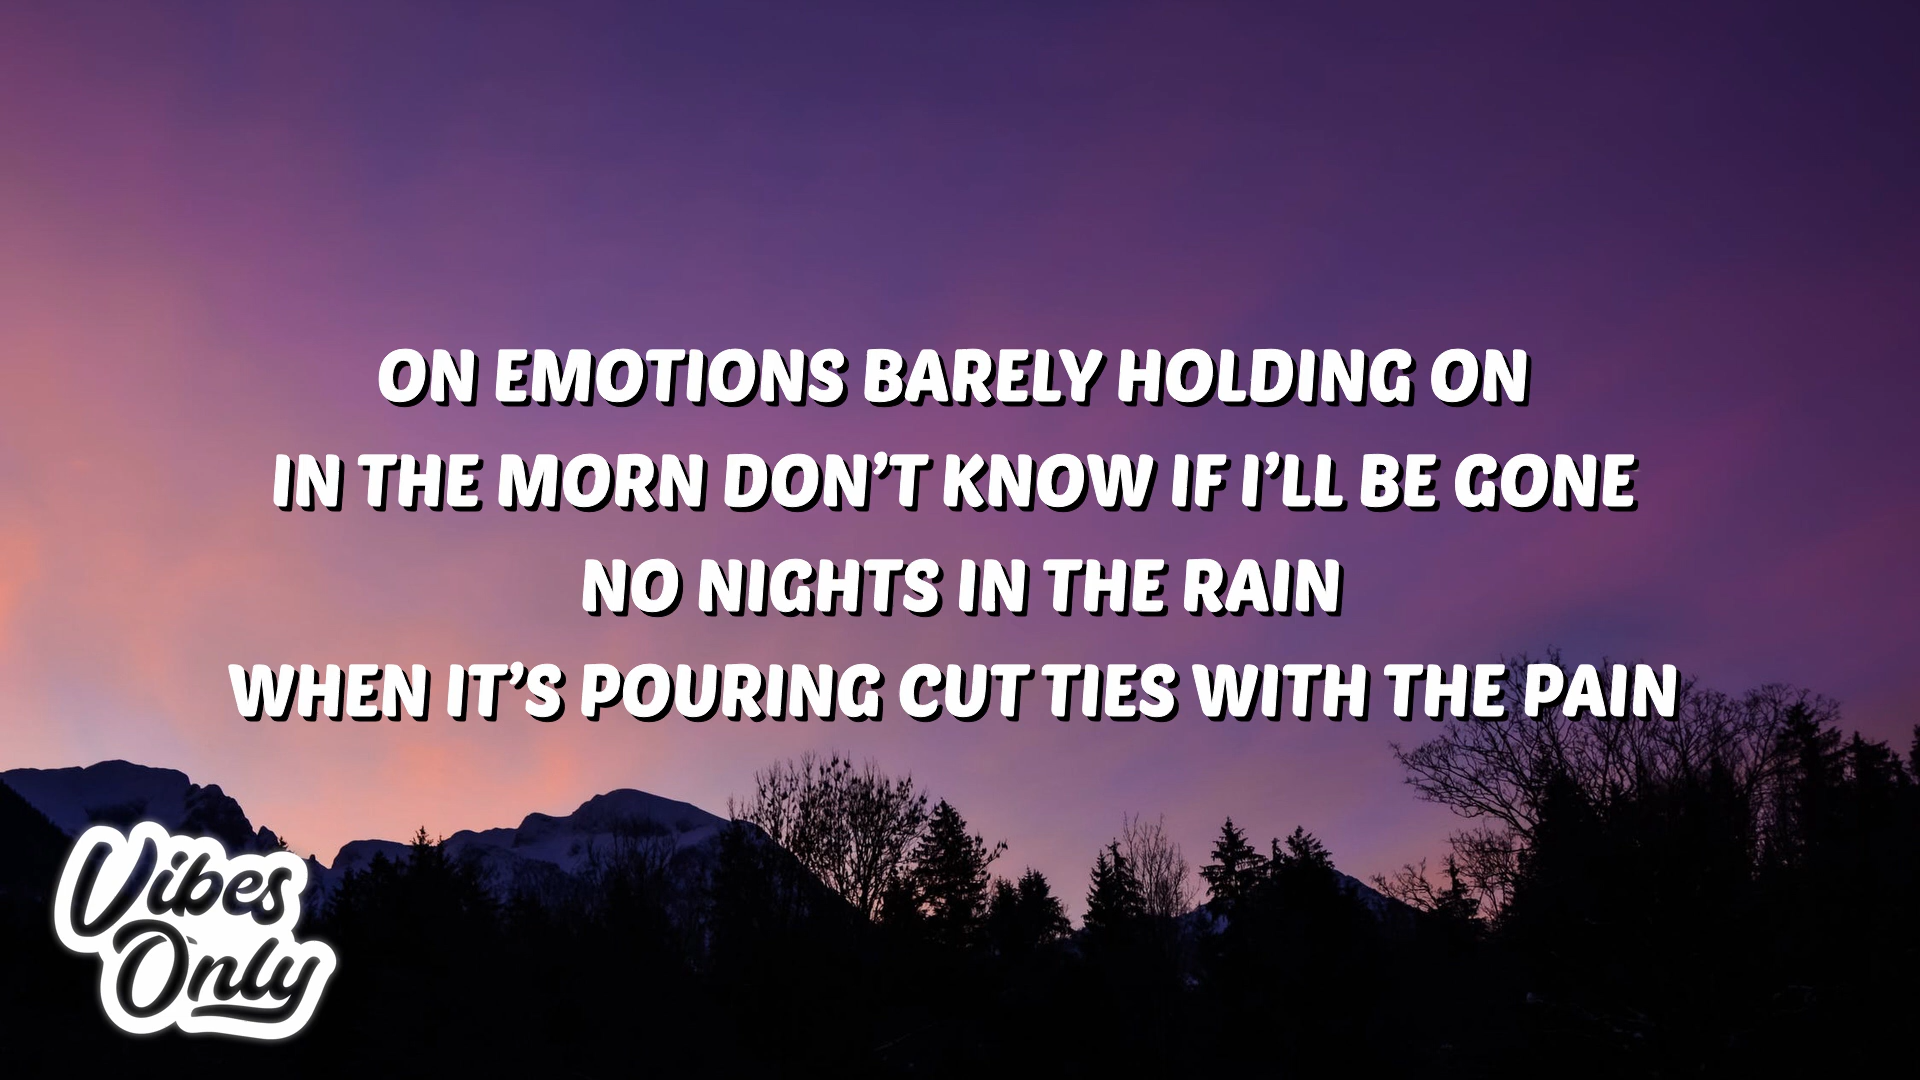 ON EMOTIONS BARELY HOLDING ON
IN THE MORN DON’T KNOW IF I’LL BE GONE
NO NIGHTS IN THE RAIN
WHEN IT’S POURING CUT TIES WITH THE PAIN
Vibes
Only